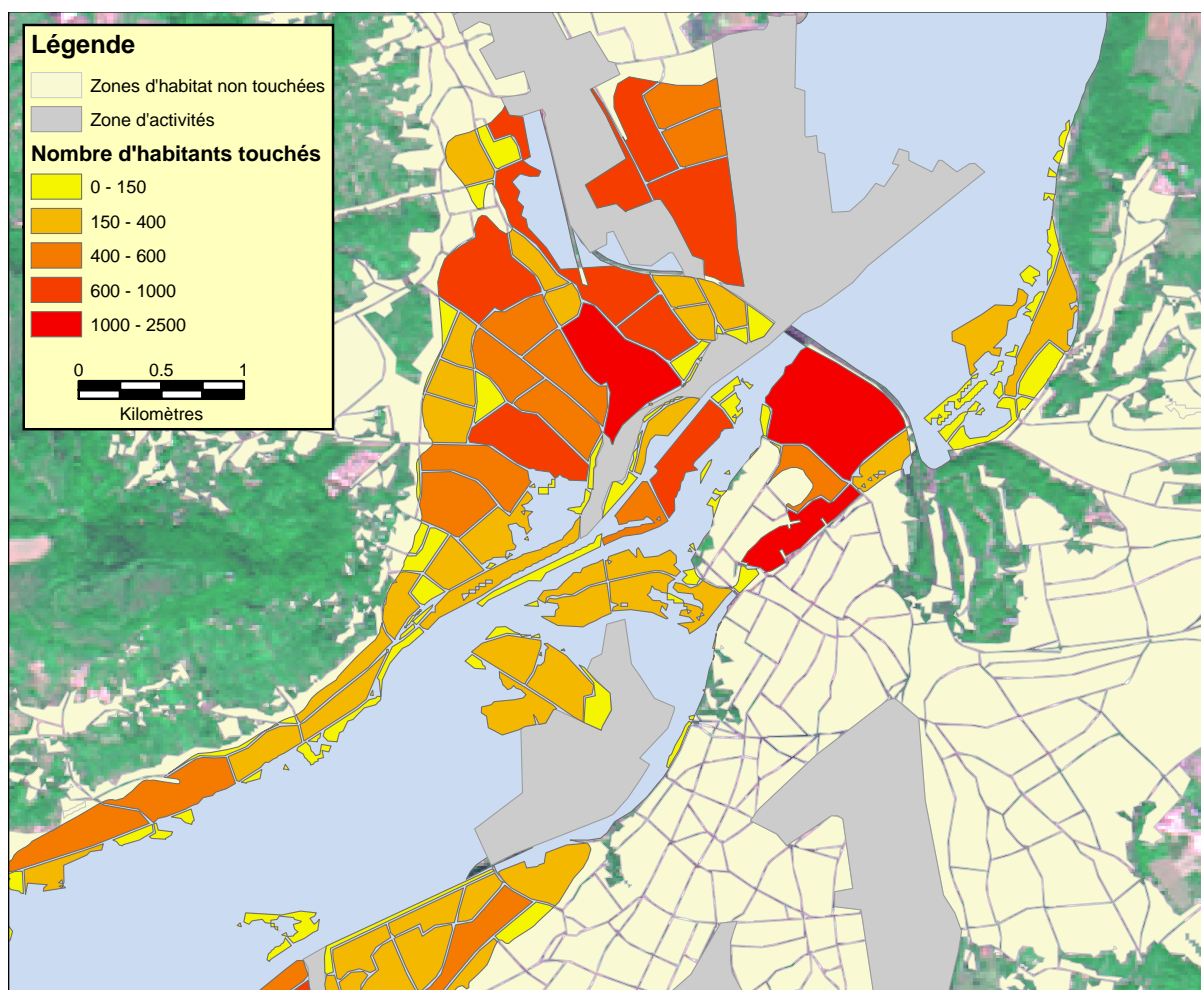 Légende
Zones d'habitat non touchées
Zone d'activités
Nombre d'habitants touchés
0 - 150
150 - 400
400 - 600
600 - 1000
1000 - 2500
0 0.5 1
Kilomètres